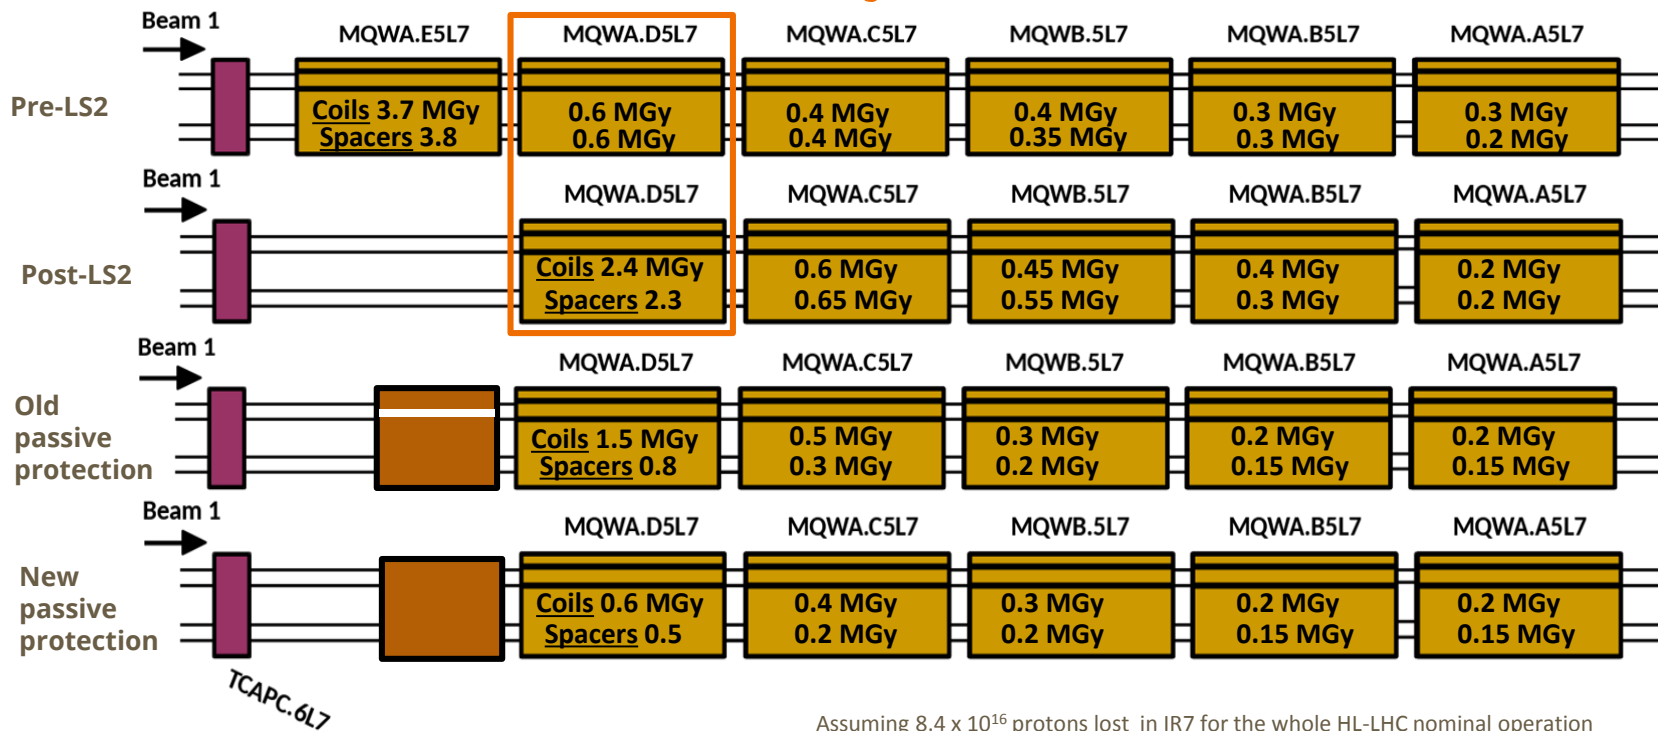 Beam 1
MQWA.E5L7 MQWA.D5L7 MQWA.C5L7 MQWB.5L7 MQWA.B5L7 MQWA.A5L7
Pre-LS2
Coils 3.7 MGy 0.6 MGy 0.4 MGy 0.4 MGy 0.3 MGy 0.3 MGy
Spacers 3.8 0.6 MGy 0.4 MGy 0.35 MGy 0.3 MGy 0.2 MGy
Beam 1
MQWA.D5L7 MQWA.C5L7 MQWB.5L7 MQWA.B5L7 MQWA.A5L7
Post-LS2
Coils 2.4 MGy 0.6 MGy 0.45 MGy 0.4 MGy 0.2 MGy
Spacers 2.3 0.65 MGy 0.55 MGy 0.3 MGy 0.2 MGy
Beam 1
MQWA.D5L7 MQWA.C5L7 MQWB.5L7 MQWA.B5L7 MQWA.A5L7
Old
passive
protection
Coils 1.5 MGy 0.5 MGy 0.3 MGy 0.2 MGy 0.2 MGy
Spacers 0.8 0.3 MGy 0.2 MGy 0.15 MGy 0.15 MGy
Beam 1
MQWA.D5L7 MQWA.C5L7 MQWB.5L7 MQWA.B5L7 MQWA.A5L7
New
passive
protection
Coils 0.6 MGy 0.4 MGy 0.3 MGy 0.2 MGy 0.2 MGy
Spacers 0.5 0.2 MGy 0.2 MGy 0.15 MGy 0.15 MGy
TCAPC.6L7
Assuming 8.4 x 10¹⁶ protons lost in IR7 for the whole HL-LHC nominal operation